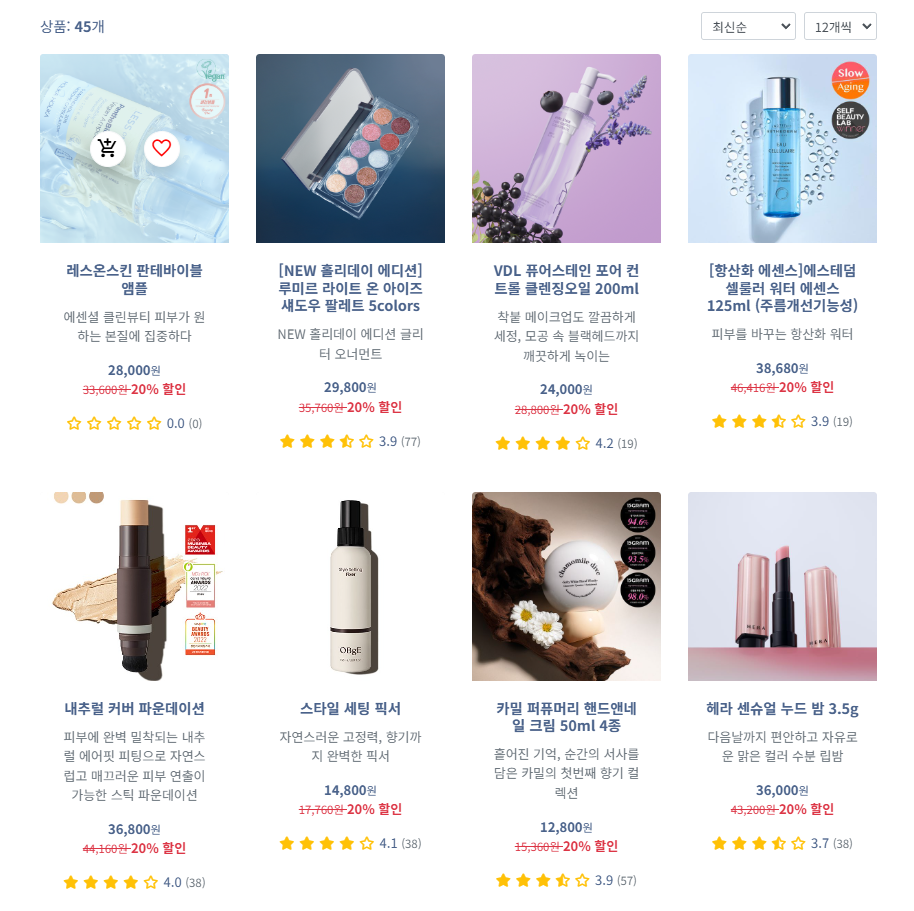 상품: 45개
최신순
12개씩
Vegan
Slow
Aging
SELF
BEAUTY
LAB
winner
레스온스킨 판테바이블
앰플
에센셜 클린뷰티 피부가 원
하는 본질에 집중하다
28,000원
33,600원 20% 할인
0.0 (0)
[NEW 홀리데이 에디션]
루미르 라이트 온 아이즈
섀도우 팔레트 5colors
NEW 홀리데이 에디션 글리
터 오너먼트
29,800원
35,760원 20% 할인
3.9 (77)
VDL 퓨어스테인 포어 컨
트롤 클렌징오일 200ml
착붙 메이크업도 깔끔하게
세정, 모공 속 블랙헤드까지
깨끗하게 녹이는
24,000원
28,800원 20% 할인
4.2 (19)
[항산화 에센스]에스테덤
셀룰러 워터 에센스
125ml (주름개선기능성)
피부를 바꾸는 항산화 워터
38,680원
46,416원 20% 할인
3.9 (19)
AWARDS
2022
BEAUTY
AWARDS
2022
Style Setting
Fixer
OBgE
chamomile dive
BGRAM
94.6%
BGRAM
93.5%
BGRAM
98.0%
HERA
HERA
내추럴 커버 파운데이션
피부에 완벽 밀착되는 내추
럴 에어핏 피팅으로 자연스
럽고 매끄러운 피부 연출이
가능한 스틱 파운데이션
36,800원
44,160원 20% 할인
4.0 (38)
스타일 세팅 픽서
자연스러운 고정력, 향기까
지 완벽한 픽서
14,800원
17,760원 20% 할인
4.1 (38)
카밀 퍼퓨머리 핸드앤네
일 크림 50ml 4종
흩어진 기억, 순간의 서사를
담은 카밀의 첫번째 향기 컬
렉션
12,800원
15,360원 20% 할인
3.9 (57)
헤라 센슈얼 누드 밤 3.5g
다음날까지 편안하고 자유로
운 맑은 컬러 수분 립밤
36,000원
43,200원 20% 할인
3.7 (38)